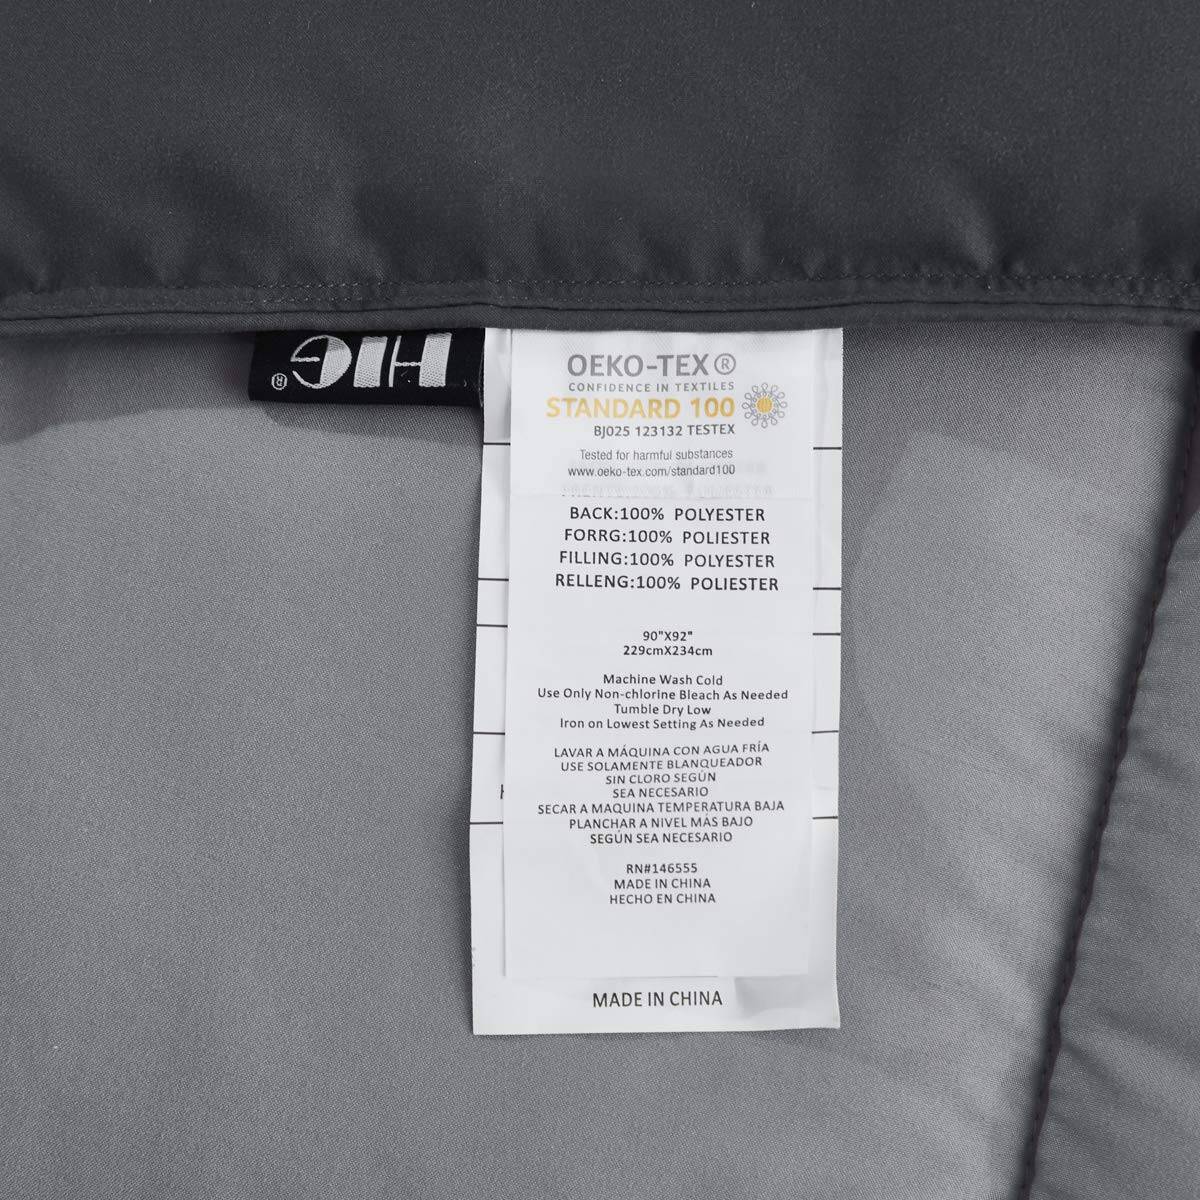 HIG
®
OEKO-TEX®
CONFIDENCE IN TEXTILES
STANDARD 100
BJ025 123132 TESTEX
Tested for harmful substances
www.oeko-tex.com/standard100
BACK:100% POLYESTER
FORRG:100% POLIESTER
FILLING:100% POLYESTER
RELLENG:100% POLIESTER
90"X92"
229cmX234cm
Machine Wash Cold
Use Only Non-chlorine Bleach As Needed
Tumble Dry Low
Iron on Lowest Setting As Needed
LAVAR A MÁQUINA CON AGUA FRÍA
USE SOLAMENTE BLANQUEADOR
SIN CLORO SEGÚN
SEA NECESARIO
SECAR A MAQUINA TEMPERATURA BAJA
PLANCHAR A NIVEL MÁS BAJO
SEGÚN SEA NECESARIO
RN#146555
MADE IN CHINA
HECHO EN CHINA
MADE IN CHINA